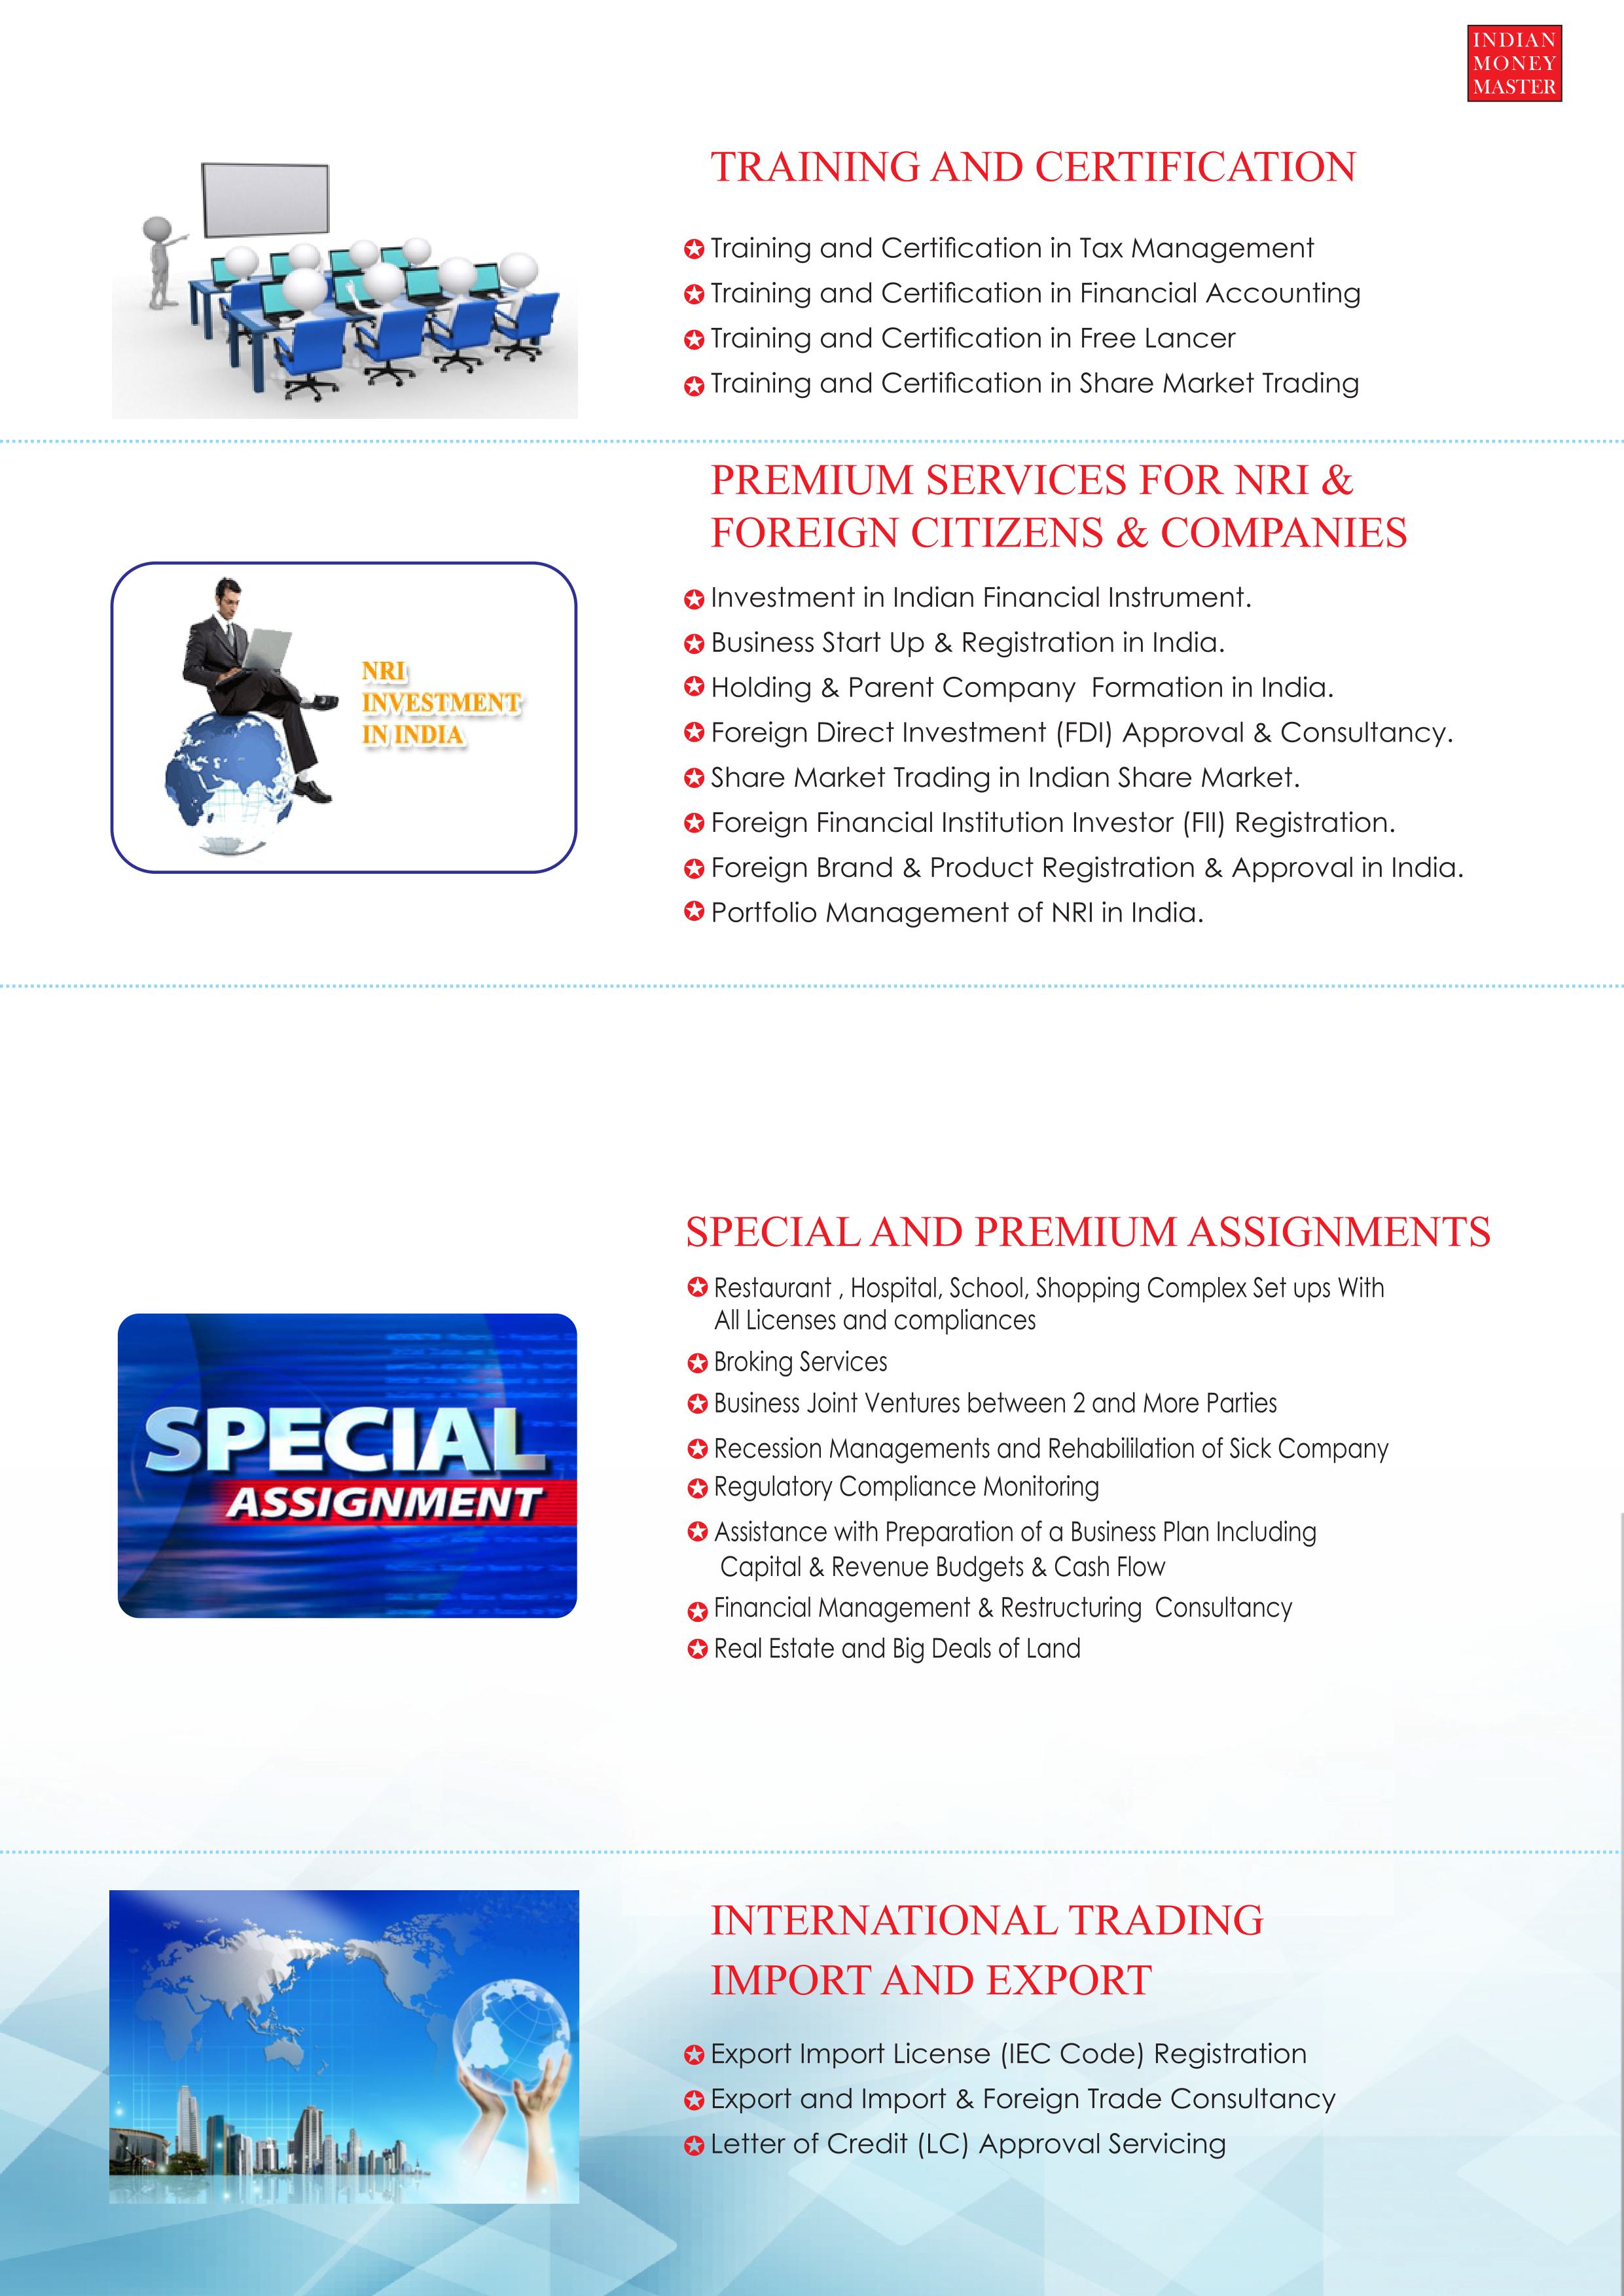 INDIAN
MONEY
MASTER
TRAINING AND CERTIFICATION
Training and Certification in Tax Management
Training and Certification in Financial Accounting
Training and Certification in Free Lancer
Training and Certification in Share Market Trading
PREMIUM SERVICES FOR NRI &
FOREIGN CITIZENS & COMPANIES
NRI
INVESTMENT
IN INDIA
Investment in Indian Financial Instrument.
Business Start Up & Registration in India.
Holding & Parent Company  Formation in India.
Foreign Direct Investment (FDI) Approval & Consultancy.
Share Market Trading in Indian Share Market.
Foreign Financial Institution Investor (FII) Registration.
Foreign Brand & Product Registration & Approval in India.
Portfolio Management of NRI in India.
SPECIAL AND PREMIUM ASSIGNMENTS
SPECIAL
ASSIGNMENT
Restaurant , Hospital, School, Shopping Complex Set ups With
All Licenses and compliances
Broking Services
Business Joint Ventures between 2 and More Parties
Recession Managements and Rehabililation of Sick Company
Regulatory Compliance Monitoring
Assistance with Preparation of a Business Plan Including
Capital & Revenue Budgets & Cash Flow
Financial Management & Restructuring  Consultancy
Real Estate and Big Deals of Land
INTERNATIONAL TRADING
IMPORT AND EXPORT
Export Import License (IEC Code) Registration
Export and Import & Foreign Trade Consultancy
Letter of Credit (LC) Approval Servicing